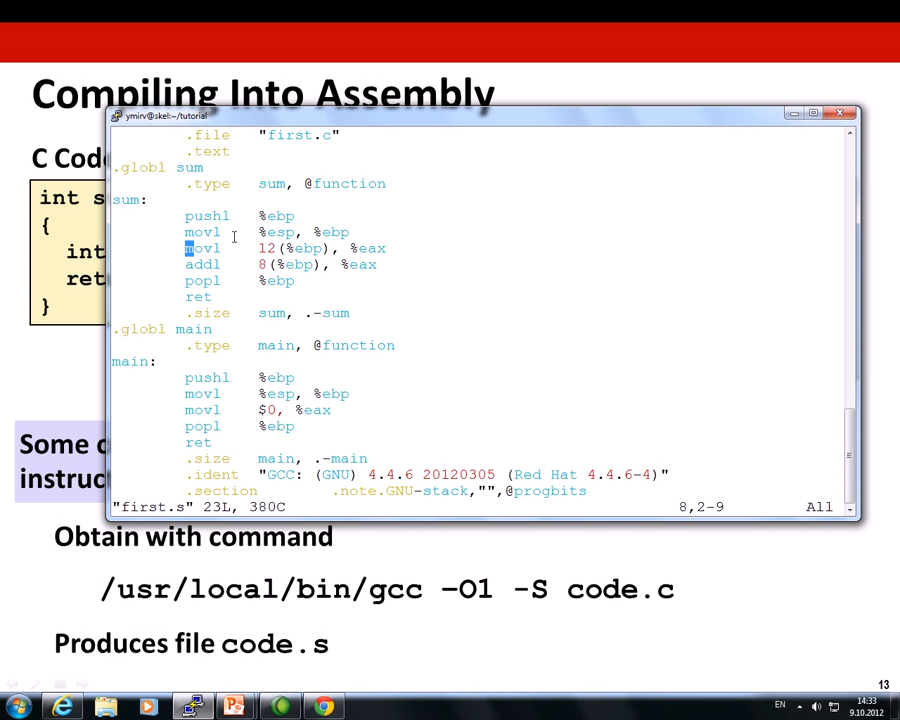 Compiling Into Assembly
ymirv@skel:~/tutorial
C Cod
int s
{
int
ret
}
.file "first.c"
.text
.globl sum
.type sum, @function
sum:
pushl %ebp
movl %esp, %ebp
movl 12(%ebp), %eax
addl 8(%ebp), %eax
popl %ebp
ret
.size sum, .-sum
.globl main
.type main, @function
main:
pushl %ebp
movl %esp, %ebp
movl $0, %eax
popl %ebp
ret
.size main, .-main
.ident "GCC: (GNU) 4.4.6 20120305 (Red Hat 4.4.6-4)"
.section .note.GNU-stack,"",@progbits
"first.s" 23L, 380C 8,2-9 All
Some
instruc
Obtain with command
/usr/local/bin/gcc –O1 -S code.c
Produces file code.s
13
EN
14:33
9.10.2012